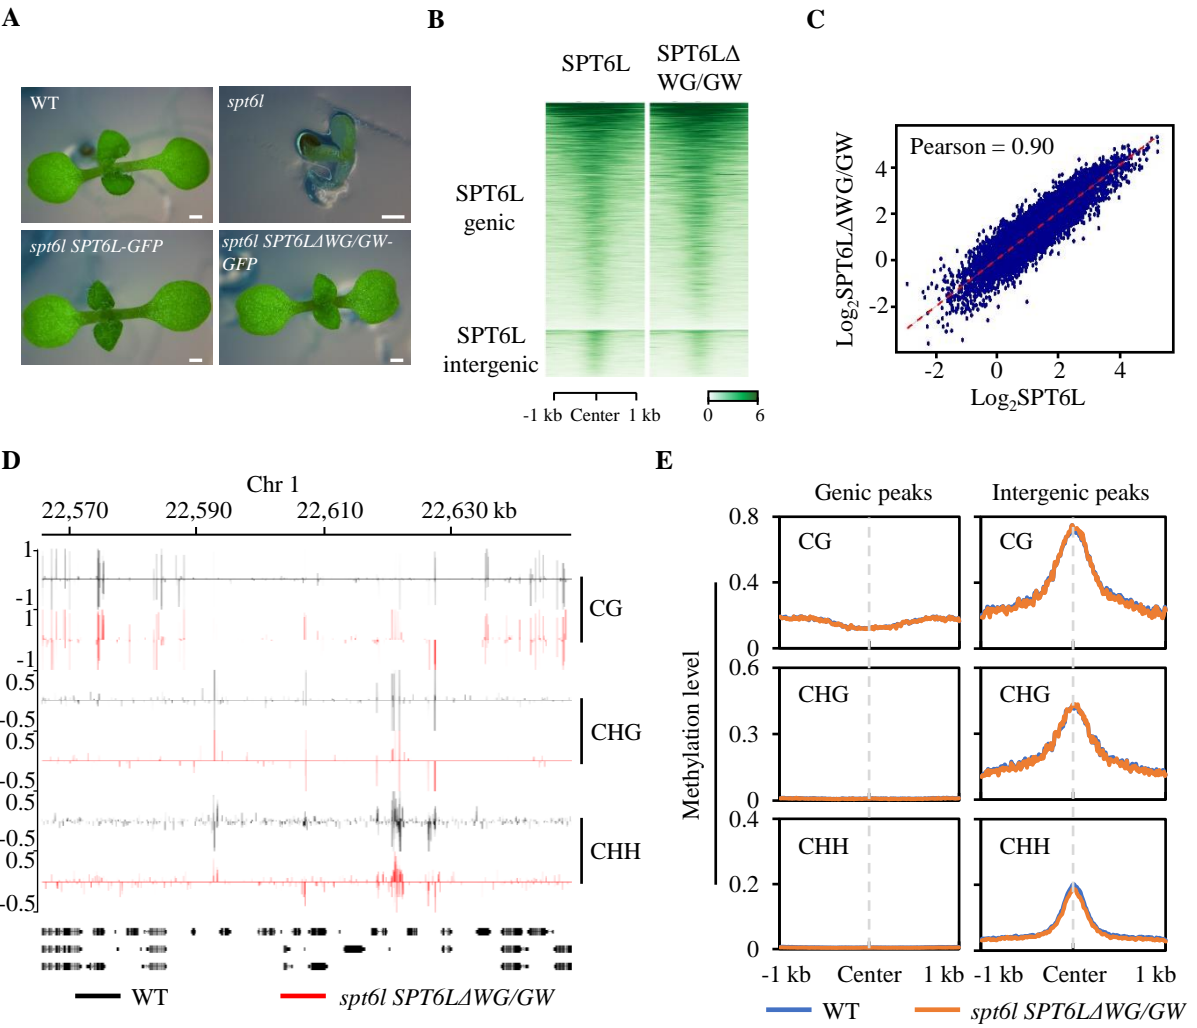 A
WT
spt6l
spt6l SPT6L-GFP
spt6l SPT6LΔWG/GW-
GFP
B
SPT6L
SPT6LΔ
WG/GW
SPT6L
genic
SPT6L
intergenic
-1 kb Center 1 kb
0 6
C
Pearson = 0.90
Log2SPT6LΔWG/GW
4
2
0
-2
-2 0 2 4
Log2SPT6L
D
Chr 1
22,570 22,590 22,610 22,630 kb
1
-1
1
-1
CG
0.5
-0.5
0.5
-0.5
CHG
0.5
-0.5
0.5
-0.5
CHH
WT spt6l SPT6LΔWG/GW
E
Genic peaks Intergenic peaks
Methylation level
0.8
0.4
0
CG CG
0.6
0.3
0
CHG CHG
0.4
0.2
0
CHH CHH
-1 kb Center 1 kb -1 kb Center 1 kb
WT spt6l SPT6LΔWG/GW